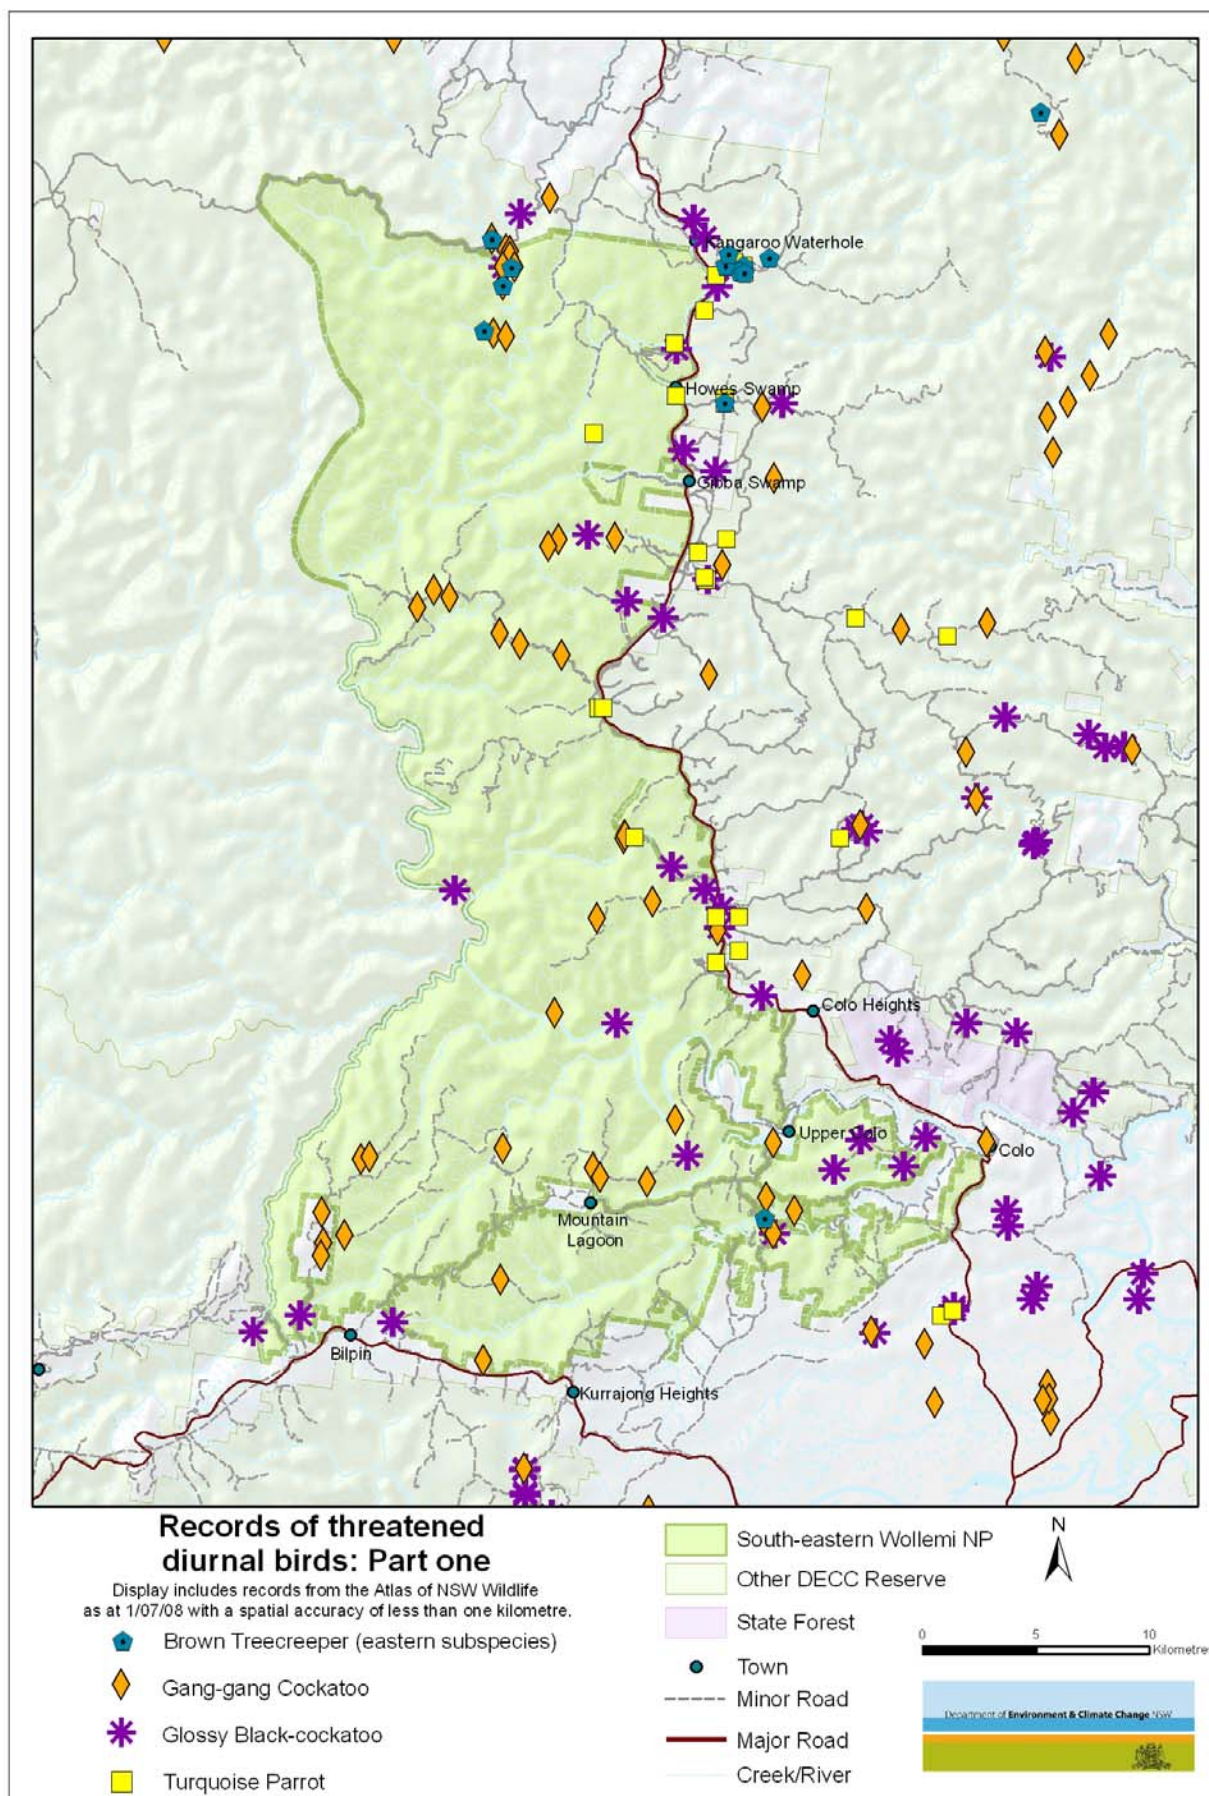 Kangaroo Waterhole
Howes Swamp
Gibba Swamp
Colo Heights
Upper Colo
Colo
Mountain
Lagoon
Bilpin
Kurrajong Heights
Records of threatened
diurnal birds: Part one
Display includes records from the Atlas of NSW Wildlife
as at 1/07/08 with a spatial accuracy of less than one kilometre.
Brown Treecreeper (eastern subspecies)
Gang-gang Cockatoo
Glossy Black-cockatoo
Turquoise Parrot
South-eastern Wollemi NP
Other DECC Reserve
State Forest
Town
Minor Road
Major Road
Creek/River
N
0 5 10
Kilometres
Department of Environment & Climate Change NSW